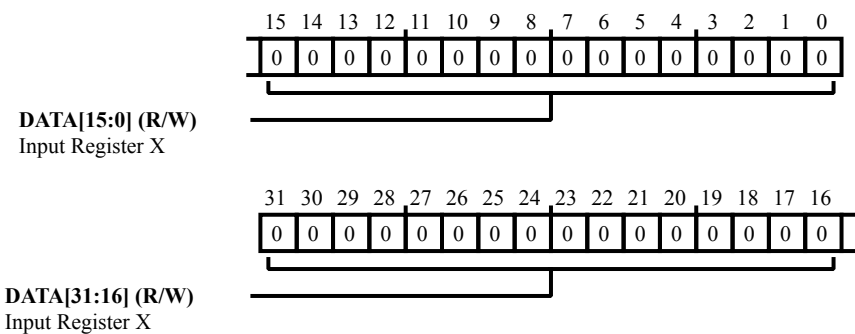 15 14 13 12 11 10 9 8 7 6 5 4 3 2 1 0
0 0 0 0 0 0 0 0 0 0 0 0 0 0 0 0
DATA[15:0] (R/W)
Input Register X
31 30 29 28 27 26 25 24 23 22 21 20 19 18 17 16
0 0 0 0 0 0 0 0 0 0 0 0 0 0 0 0
DATA[31:16] (R/W)
Input Register X